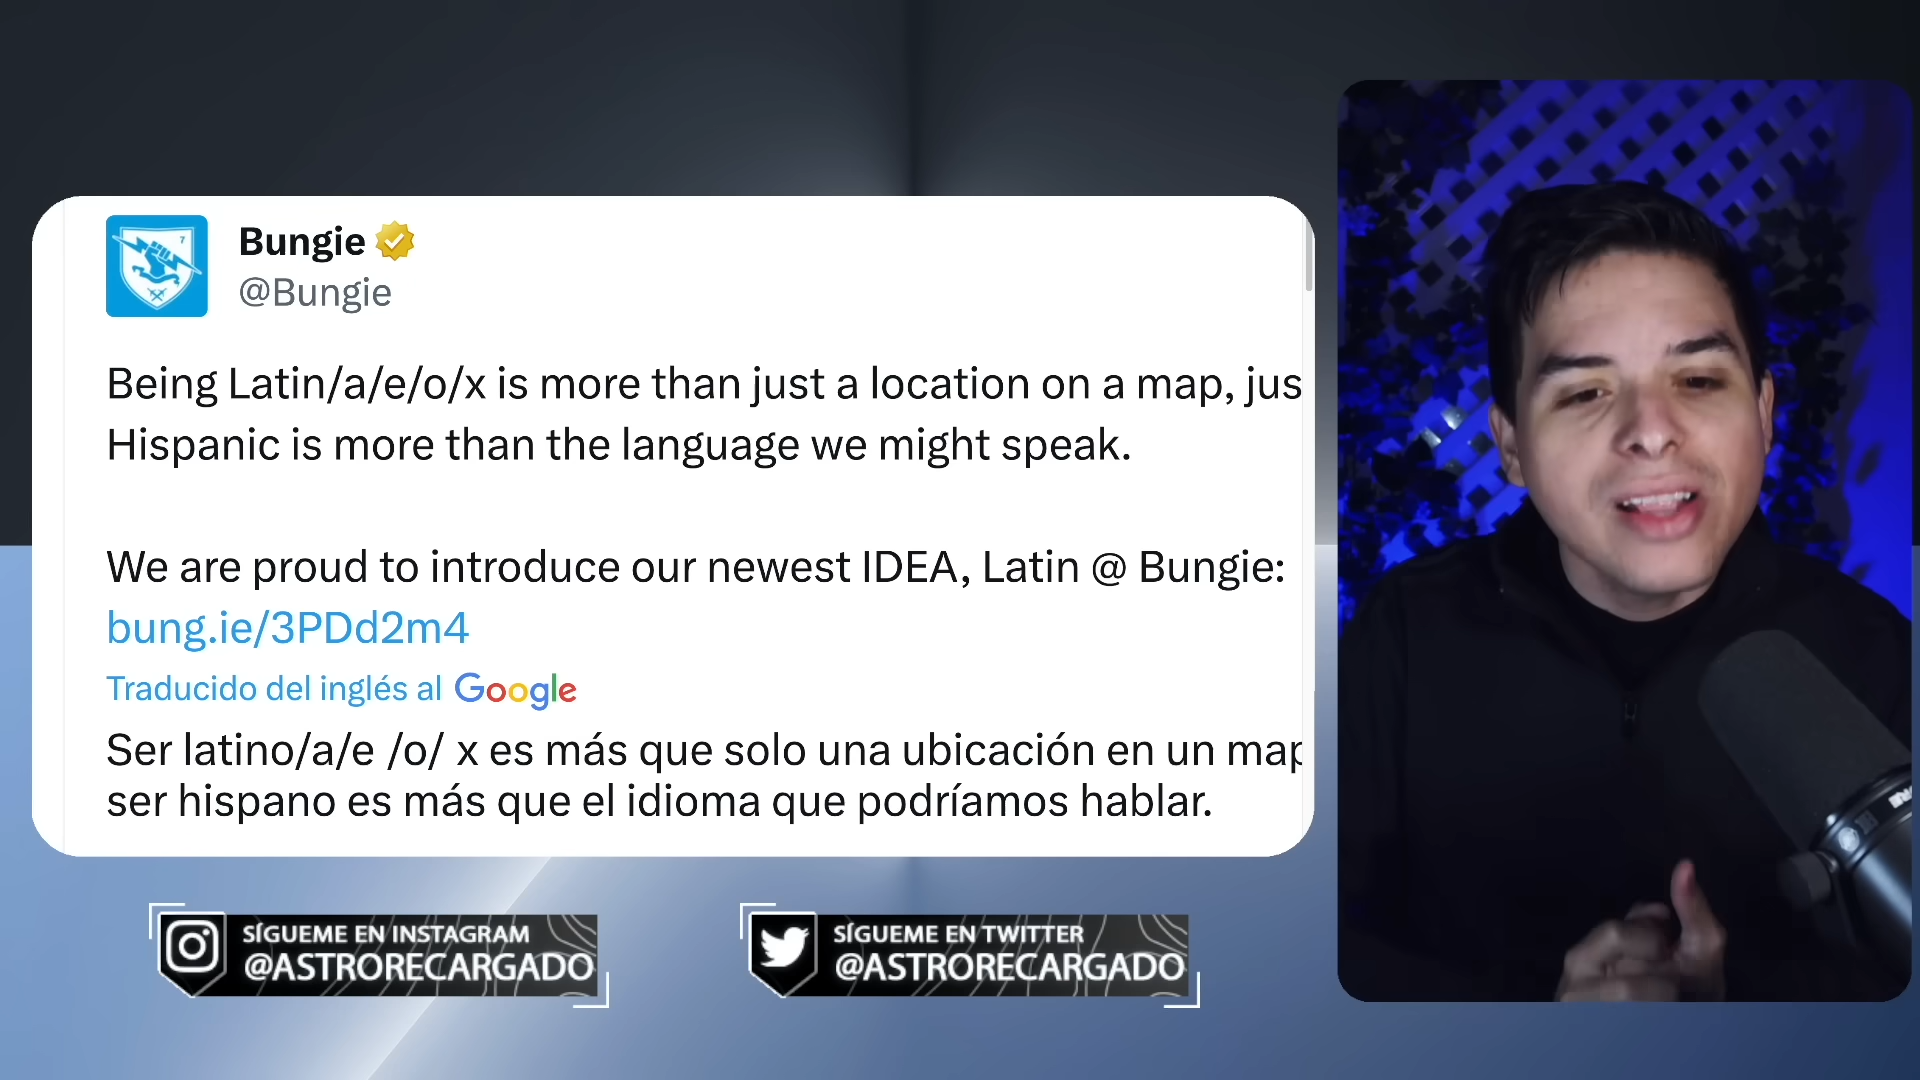 Bungie
@Bungie
Being Latin/a/e/o/x is more than just a location on a map, jus
Hispanic is more than the language we might speak.
We are proud to introduce our newest IDEA, Latin @ Bungie:
bung.ie/3PDd2m4
Traducido del inglés al Google
Ser latino/a/e /o/ x es más que solo una ubicación en un map
ser hispano es más que el idioma que podríamos hablar.
SÍGUEME EN INSTAGRAM
@ASTRORECARGADO
SÍGUEME EN TWITTER
@ASTRORECARGADO